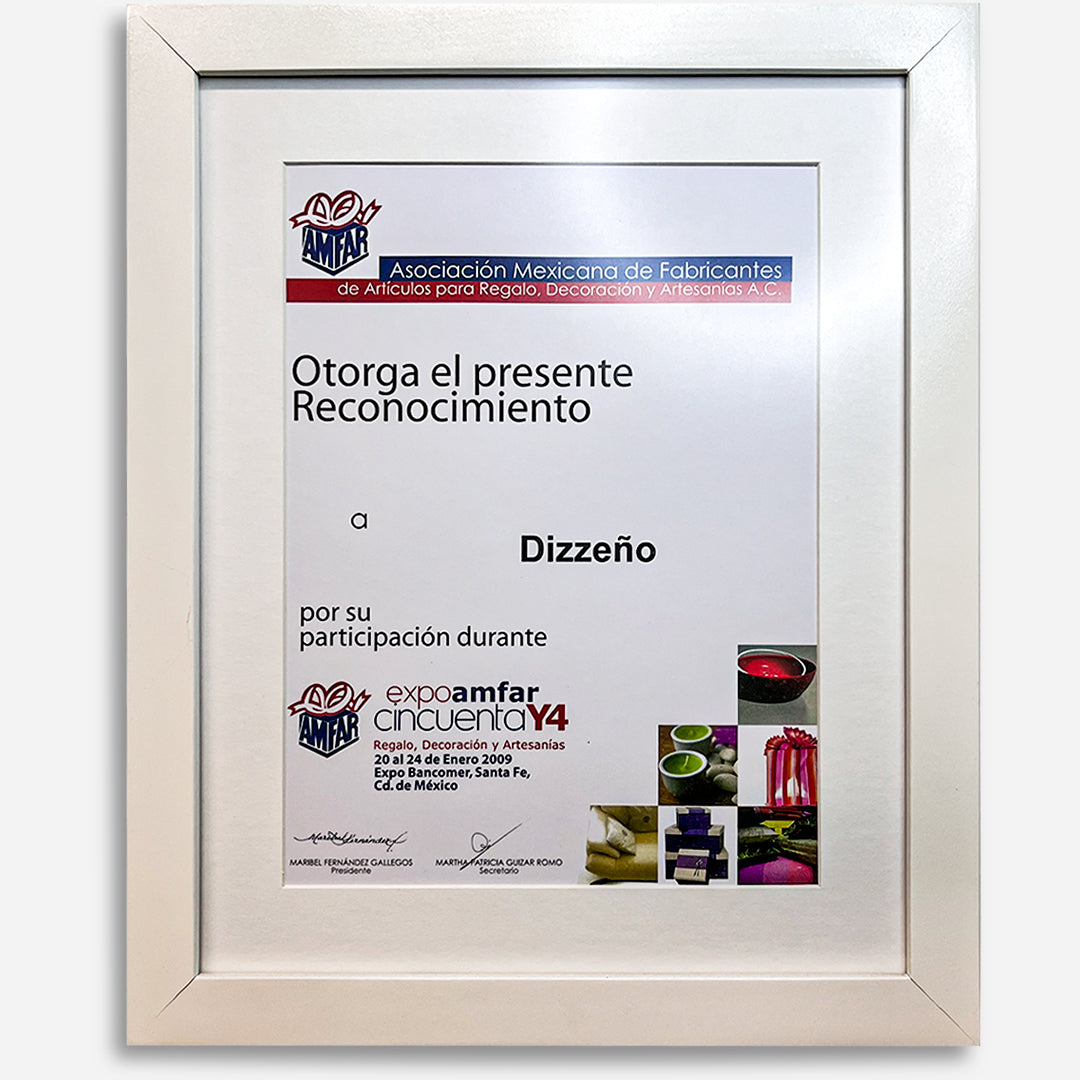 AMFAR
Asociación Mexicana de Fabricantes
de Artículos para Regalo, Decoración y Artesanías A.C.
Otorga el presente
Reconocimiento
a
Dizzeño
por su
participación durante
AMFAR
expoamfar
cincuentaY4
Regalo, Decoración y Artesanías
20 al 24 de Enero 2009
Expo Bancomer, Santa Fe,
Cd. de México
Maribel Fernández
MARIBEL FERNÁNDEZ GALLEGOS
Presidente
MARTHA PATRICIA GUIZAR ROMO
Secretario